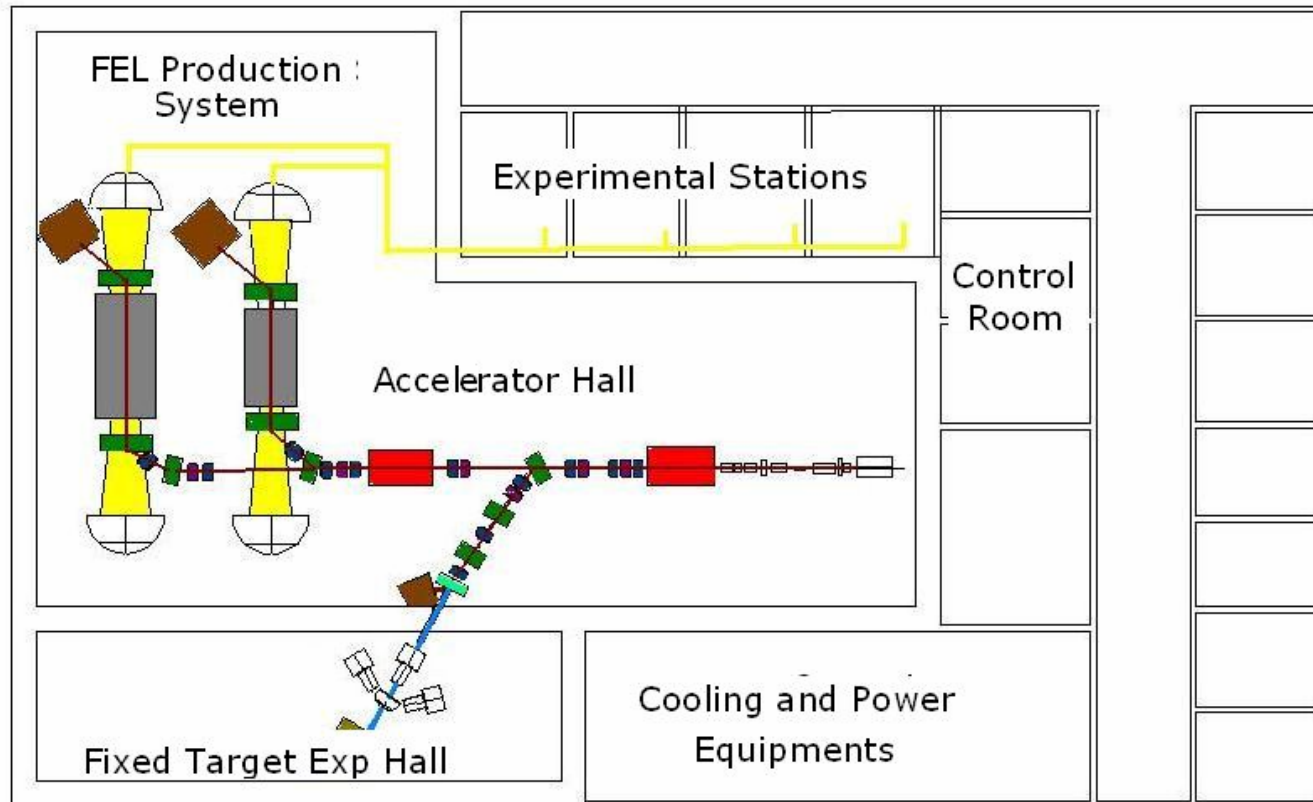 FEL Production :
System
Experimental Stations
Control
Room
Accelerator Hall
Cooling and Power
Equipments
Fixed Target Exp Hall